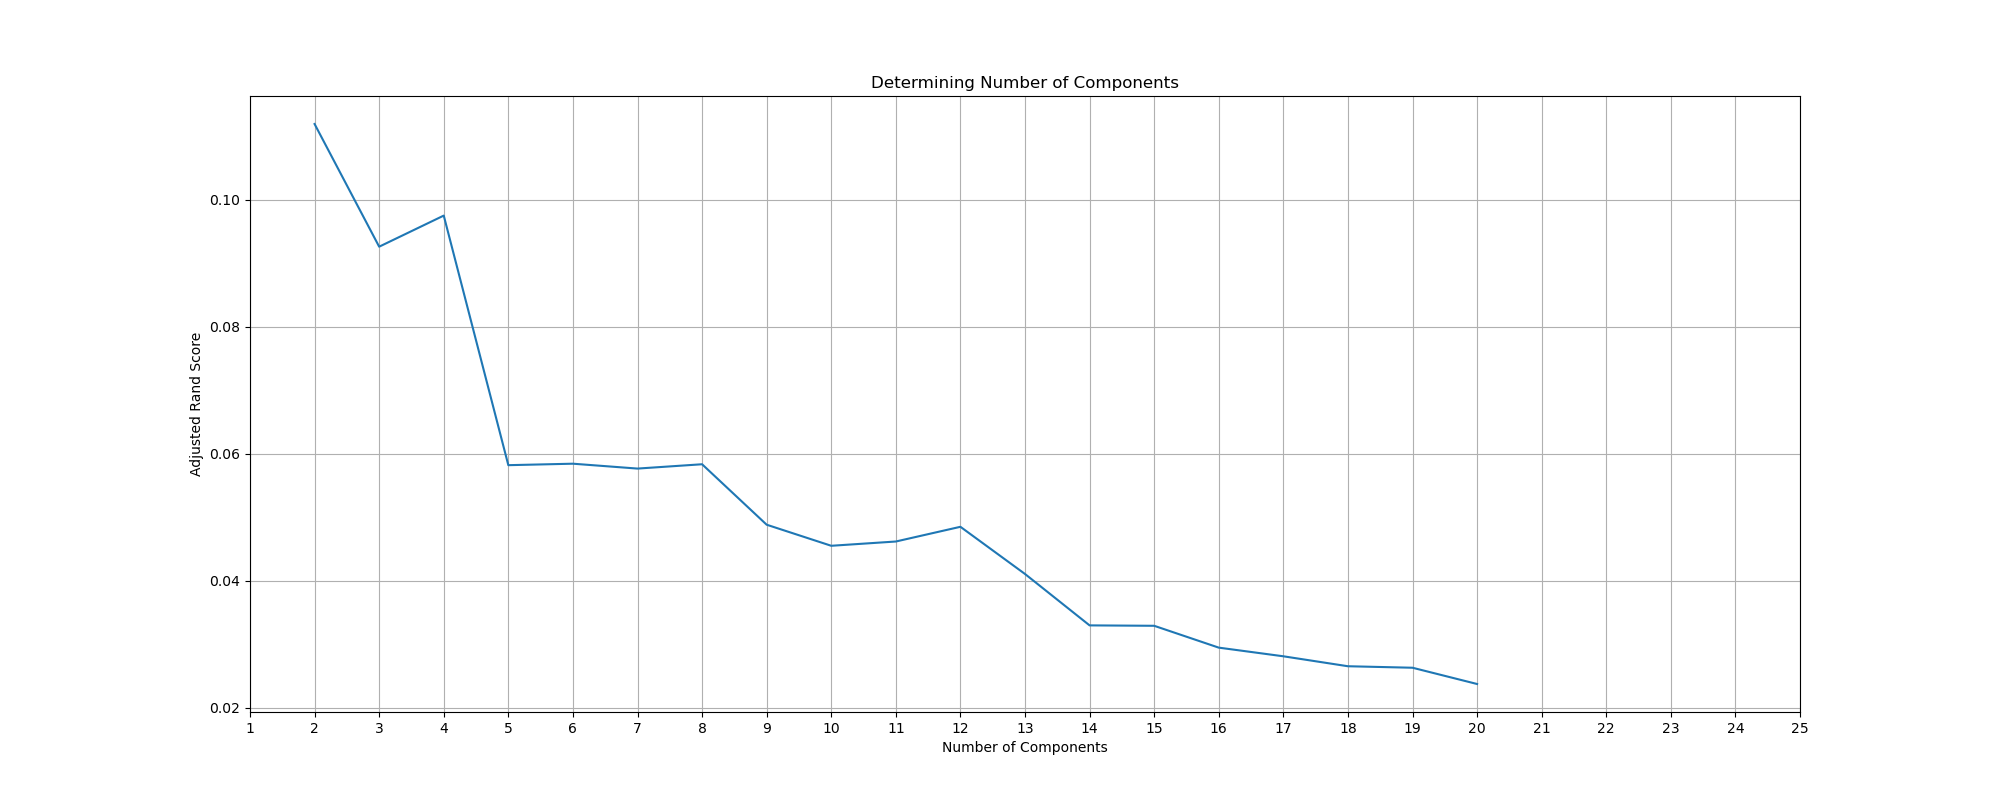 Determining Number of Components
Adjusted Rand Score
0.10
0.08
0.06
0.04
0.02
1 2 3 4 5 6 7 8 9 10 11 12 13 14 15 16 17 18 19 20 21 22 23 24 25
Number of Components